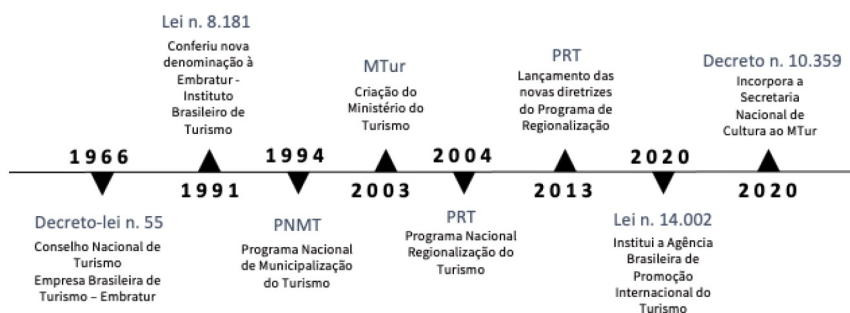 Lei n. 8.181
Conferiu nova
denominação à
Embratur -
Instituto
Brasileiro de
Turismo
MTur
Criação do
Ministério do
Turismo
PRT
Lançamento das
novas diretrizes
do Programa de
Regionalização
Decreto n. 10.359
Incorpora a
Secretaria
Nacional de
Cultura ao MTur
1966
1994
2004
2020
1991
2003
2013
2020
Decreto-lei n. 55
Conselho Nacional de
Turismo
Empresa Brasileira de
Turismo – Embratur
PNMT
Programa Nacional
de Municipalização
do Turismo
PRT
Programa Nacional
Regionalização do
Turismo
Lei n. 14.002
Institui a Agência
Brasileira de
Promoção
Internacional do
Turismo